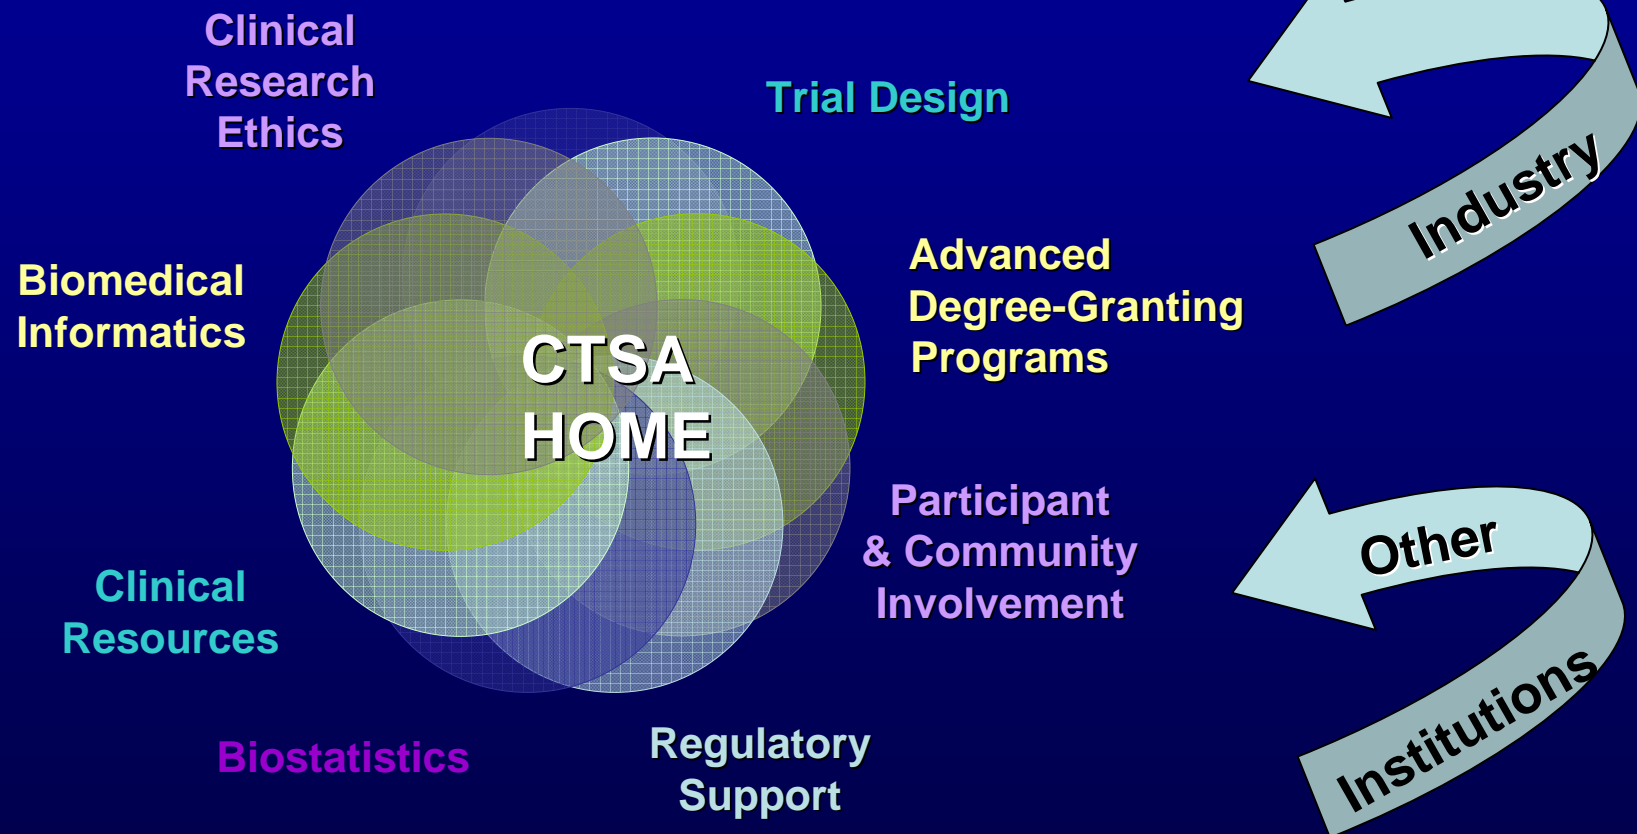 Clinical
Research
Ethics
Trial Design
Industry
Biomedical
Informatics
Advanced
Degree-Granting
Programs
CTSA
HOME
Participant
& Community
Involvement
Other
Institutions
Clinical
Resources
Biostatistics
Regulatory
Support